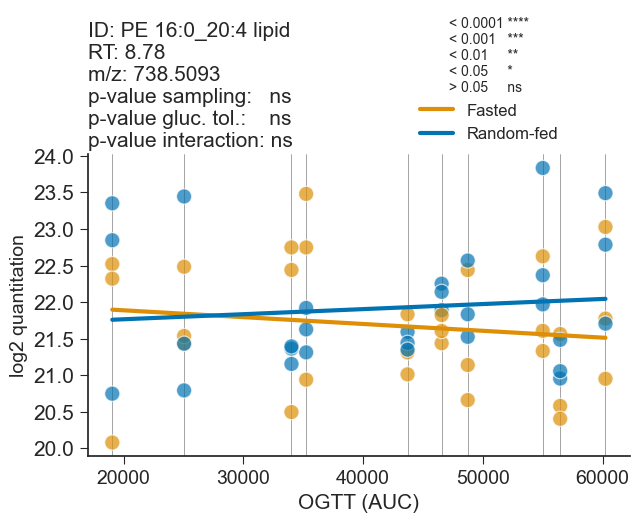 ID: PE 16:0_20:4 lipid
RT: 8.78
m/z: 738.5093
p-value sampling: ns
p-value gluc. tol.: ns
p-value interaction: ns
< 0.0001 ****
< 0.001 ***
< 0.01 **
< 0.05 *
> 0.05 ns
Fasted
Random-fed
24.0
23.5
23.0
22.5
22.0
21.5
21.0
20.5
20.0
log2 quantitation
20000 30000 40000 50000 60000
OGTT (AUC)